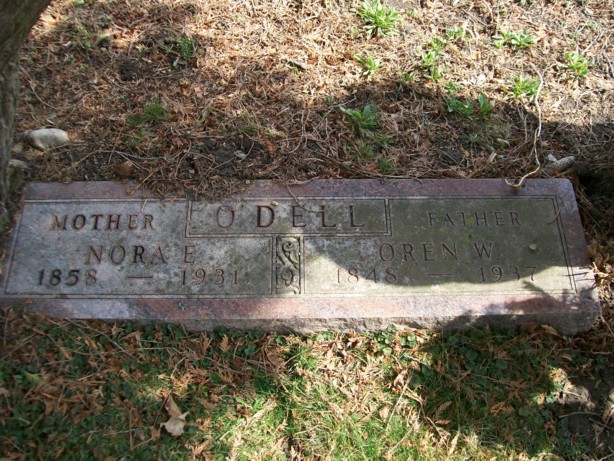 ODELL
MOTHER
NORA E
1858 — 1931
FATHER
OREN W
1848 — 1937